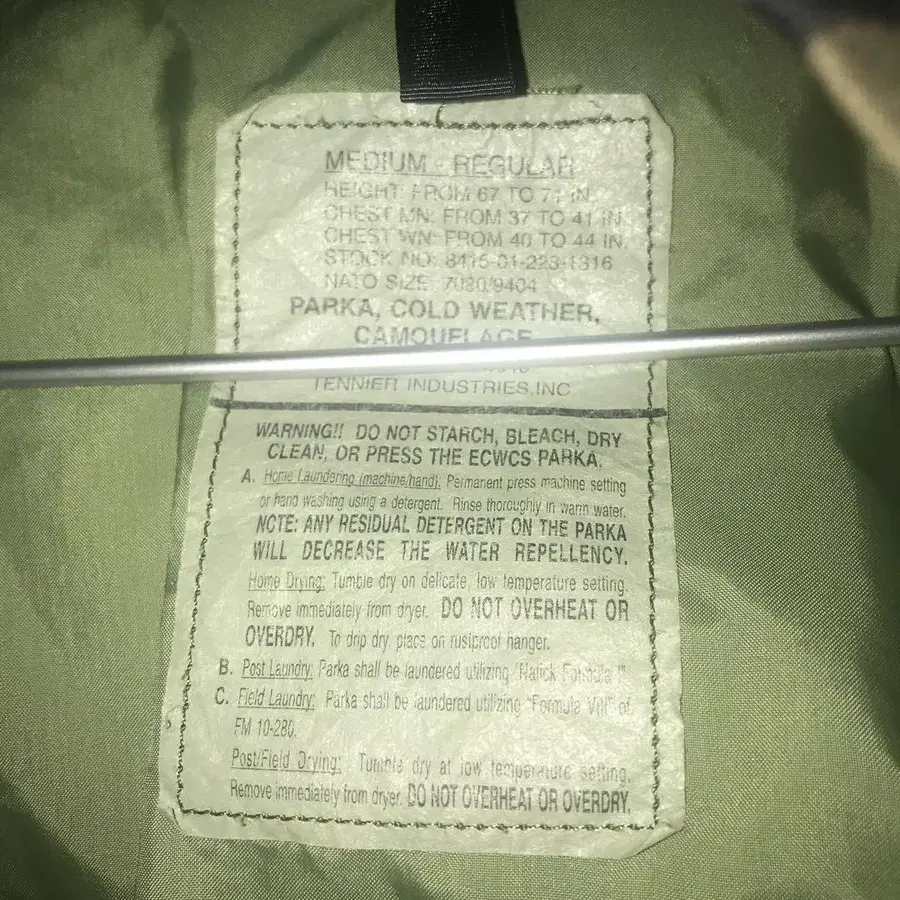 MEDIUM - REGULAR
HEIGHT: FROM 67 TO 71 IN.
CHEST MN: FROM 37 TO 41 IN.
CHEST WN: FROM 40 TO 44 IN.
STOCK NO: 8415-01-223-1316
NATO SIZE: 7080/9404
PARKA, COLD WEATHER,
CAMOUFLAGE
TENNIER INDUSTRIES,INC
WARNING!! DO NOT STARCH, BLEACH, DRY
CLEAN, OR PRESS THE ECWCS PARKA.
A. Home Laundering (machine/hand): Permanent press machine setting
or hand washing using a detergent. Rinse thoroughly in warm water.
NOTE: ANY RESIDUAL DETERGENT ON THE PARKA
WILL DECREASE THE WATER REPELLENCY.
Home Drying: Tumble dry on delicate, low temperature setting.
Remove immediately from dryer. DO NOT OVERHEAT OR
OVERDRY. To drip dry, place on rustproof hanger.
B. Post Laundry: Parka shall be laundered utilizing "Natick Formula I".
C. Field Laundry: Parka shall be laundered utilizing "Formula VIII" of
FM 10-280.
Post/Field Drying: Tumble dry at low temperature setting.
Remove immediately from dryer. DO NOT OVERHEAT OR OVERDRY.